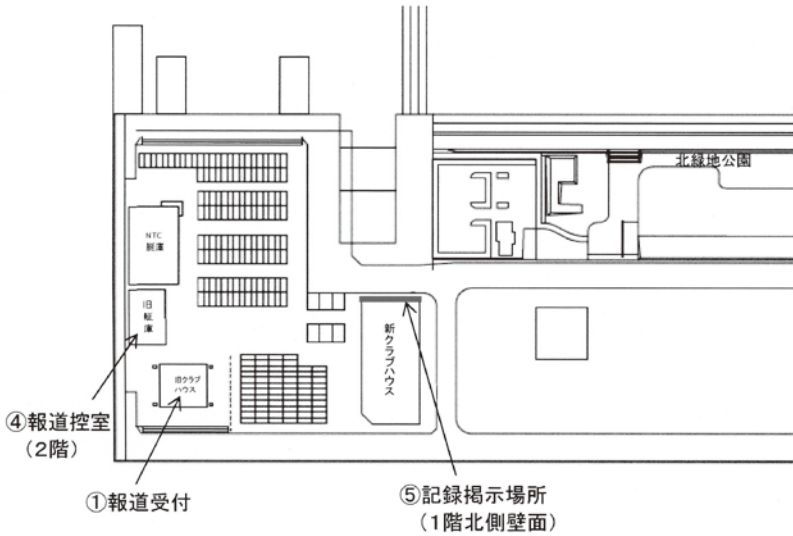 北緑地公園
NTC
艇庫
旧
艇
庫
新クラブハウス
旧クラブ
ハウス
④報道控室
(2階)
①報道受付
⑤記録掲示場所
(1階北側壁面)